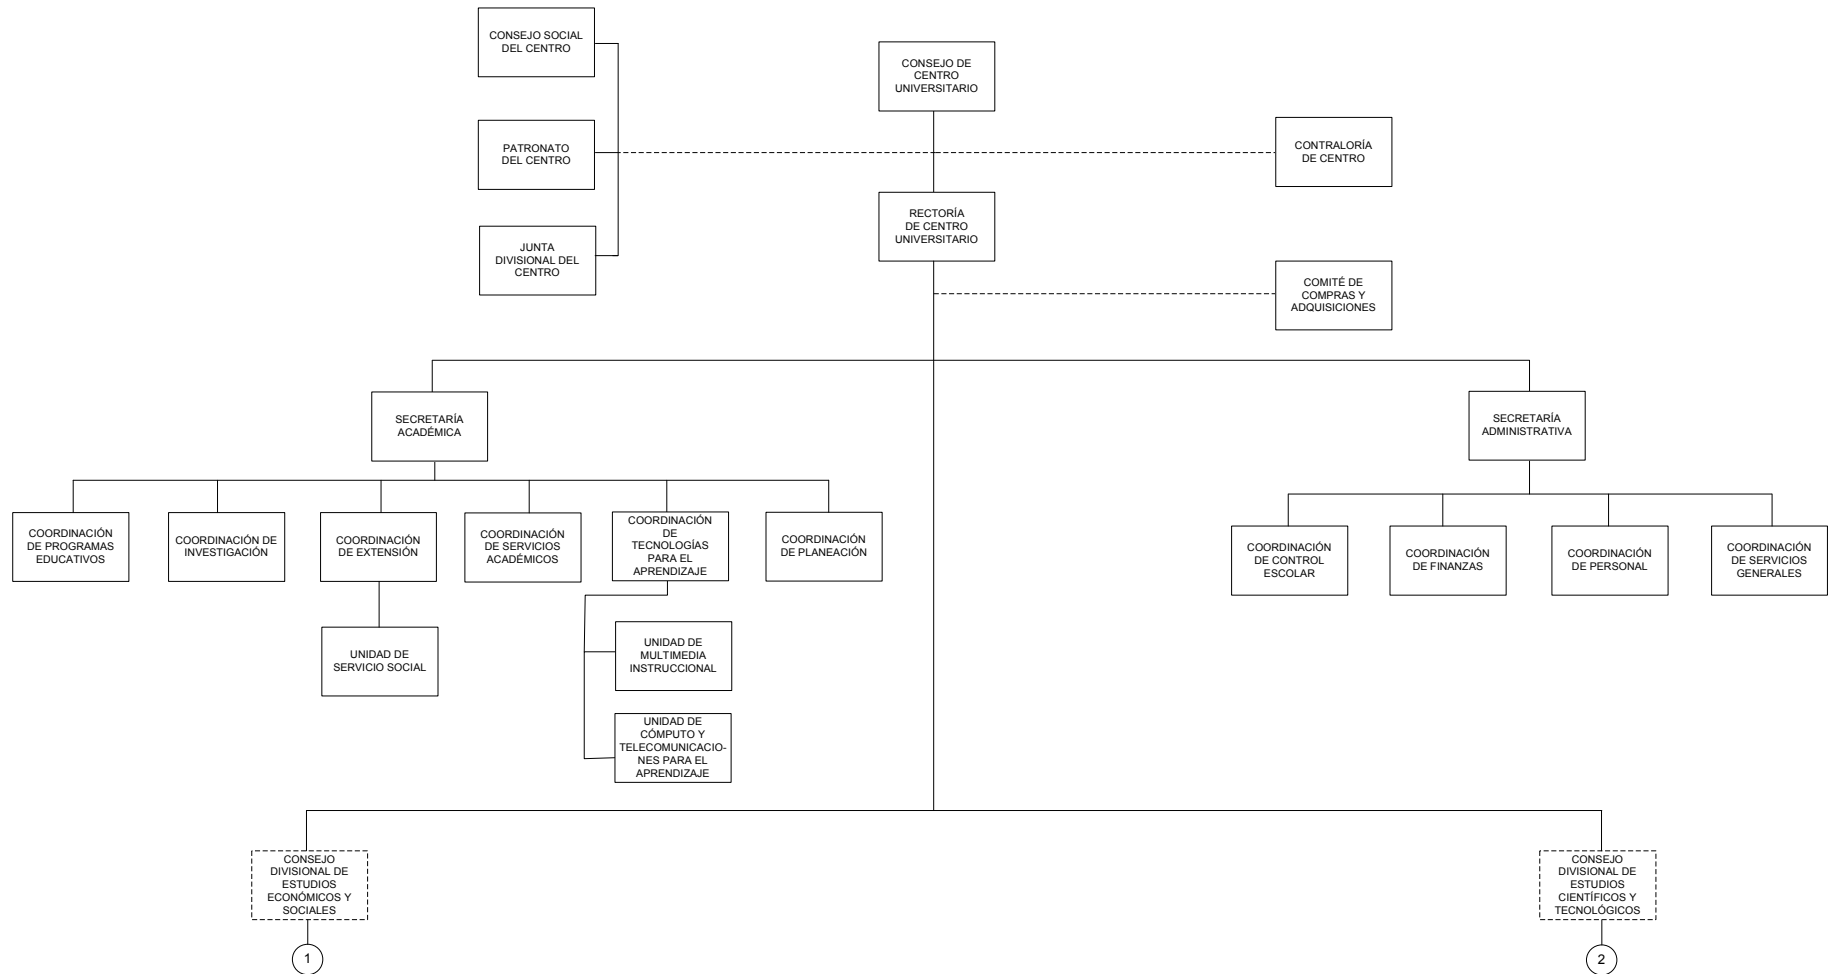 CONSEJO SOCIAL
DEL CENTRO
CONSEJO DE
CENTRO
UNIVERSITARIO
PATRONATO
DEL CENTRO
CONTRALORÍA
DE CENTRO
RECTORÍA
DE CENTRO
UNIVERSITARIO
JUNTA
DIVISIONAL DEL
CENTRO
COMITÉ DE
COMPRAS Y
ADQUISICIONES
SECRETARÍA
ACADÉMICA
SECRETARÍA
ADMINISTRATIVA
COORDINACIÓN
DE PROGRAMAS
EDUCATIVOS
COORDINACIÓN DE
INVESTIGACIÓN
COORDINACIÓN
DE EXTENSIÓN
COORDINACIÓN
DE SERVICIOS
ACADÉMICOS
COORDINACIÓN
DE
TECNOLOGÍAS
PARA EL
APRENDIZAJE
COORDINACIÓN
DE PLANEACIÓN
COORDINACIÓN
DE CONTROL
ESCOLAR
COORDINACIÓN
DE FINANZAS
COORDINACIÓN
DE PERSONAL
COORDINACIÓN
DE SERVICIOS
GENERALES
UNIDAD DE
SERVICIO SOCIAL
UNIDAD DE
MULTIMEDIA
INSTRUCCIONAL
UNIDAD DE
CÓMPUTO Y
TELECOMUNICACIO-
NES PARA EL
APRENDIZAJE
CONSEJO
DIVISIONAL DE
ESTUDIOS
ECONÓMICOS Y
SOCIALES
CONSEJO
DIVISIONAL DE
ESTUDIOS
CIENTÍFICOS Y
TECNOLÓGICOS
1
2